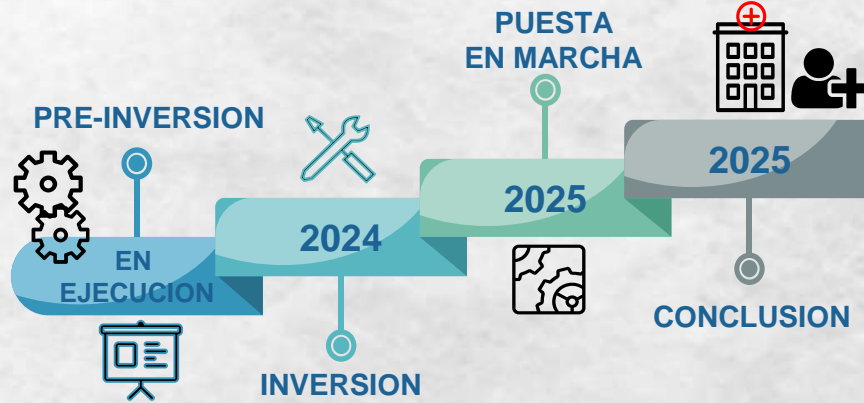 PRE-INVERSION
EN
EJECUCION
2024
INVERSION
PUESTA
EN MARCHA
2025
2025
CONCLUSION